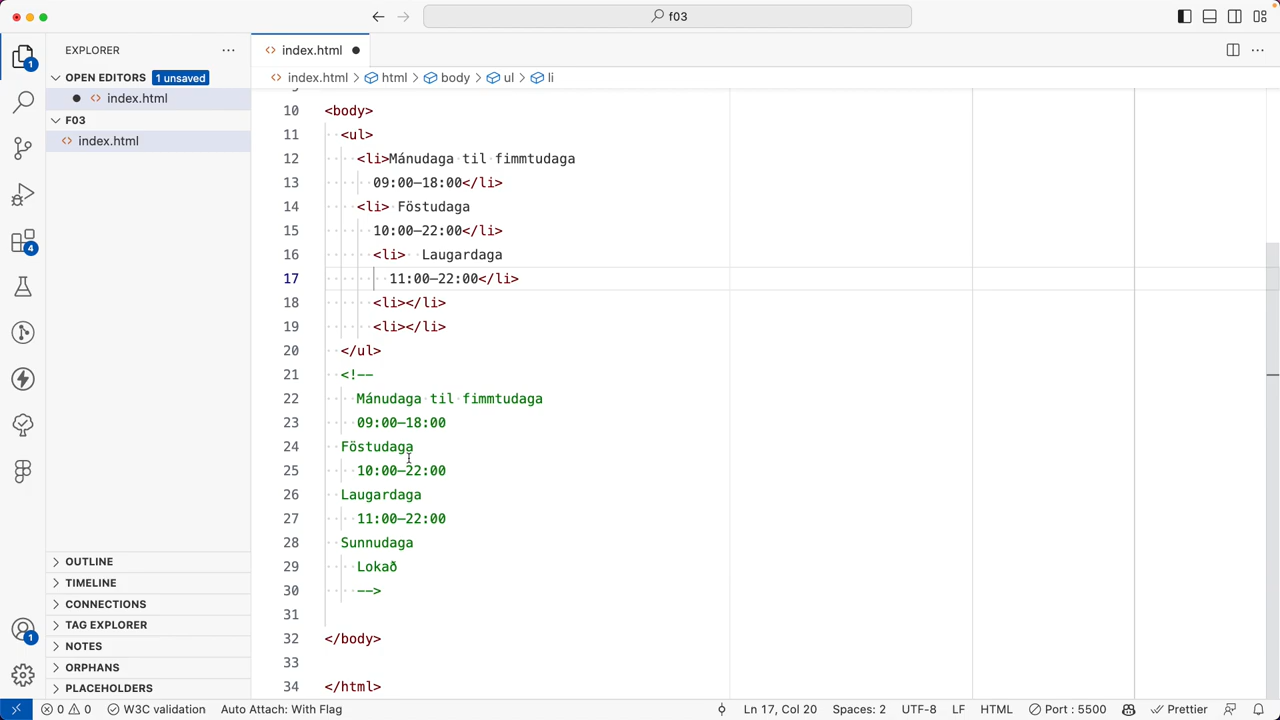 f03
EXPLORER
index.html
index.html > html > body > ul > li
OPEN EDITORS 1 unsaved
index.html
F03
index.html
1
4
1
OUTLINE
TIMELINE
CONNECTIONS
TAG EXPLORER
NOTES
ORPHANS
PLACEHOLDERS
10 <body>
11 <ul>
12 <li>Mánudaga til fimmtudaga
13 09:00–18:00</li>
14 <li> Föstudaga
15 10:00–22:00</li>
16 <li> Laugardaga
17 11:00–22:00</li>
18 <li></li>
19 <li></li>
20 </ul>
21 <!--
22 Mánudaga til fimmtudaga
23 09:00–18:00
24 Föstudaga
25 10:00–22:00
26 Laugardaga
27 11:00–22:00
28 Sunnudaga
29 Lokað
30 -->
31
32 </body>
33
34 </html>
0 0 W3C validation Auto Attach: With Flag Ln 17, Col 20 Spaces: 2 UTF-8 LF HTML Port : 5500 Prettier